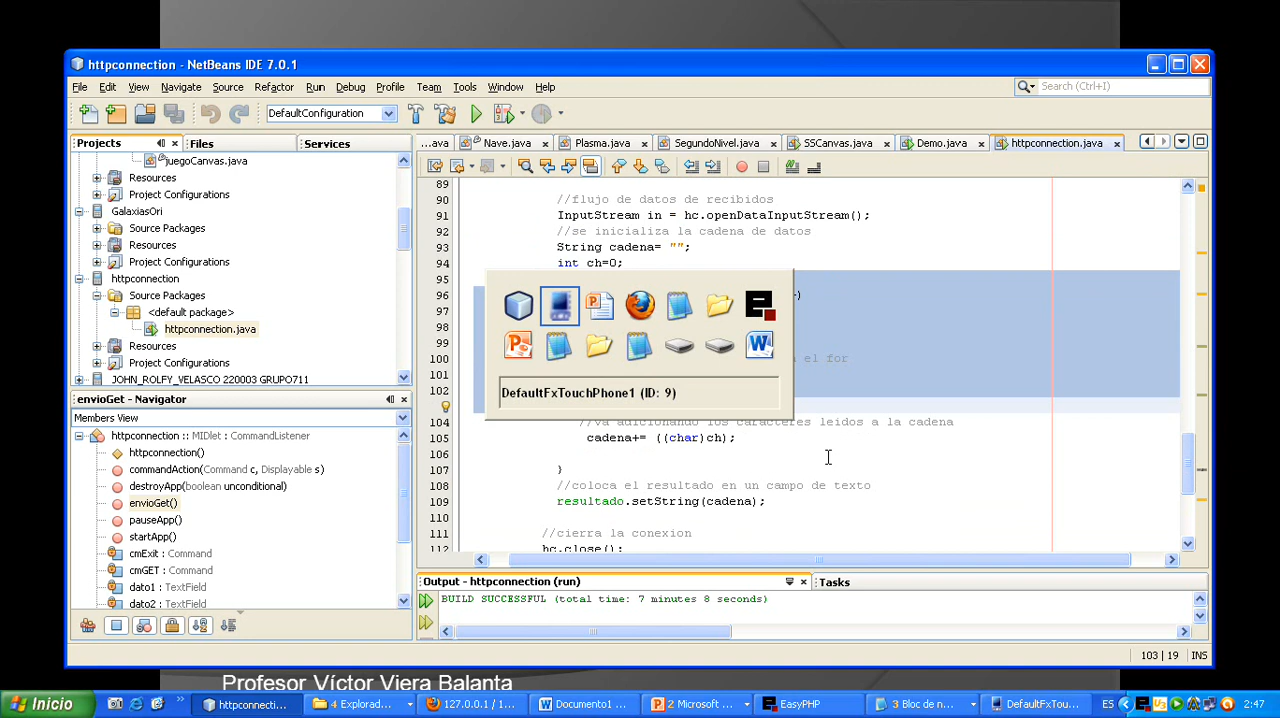 httpconnection - NetBeans IDE 7.0.1
File Edit View Navigate Source Refactor Run Debug Profile Team Tools Window Help
Search (Ctrl+I)
DefaultConfiguration
Projects Files Services
juegoCanvas.java
Resources
Project Configurations
GalaxiasOri
Source Packages
Resources
Project Configurations
httpconnection
Source Packages
<default package>
httpconnection.java
Resources
Project Configurations
JOHN_ROLFY_VELASCO 220003 GRUPO711
envioGet - Navigator
Members View
httpconnection :: MIDlet : CommandListener
httpconnection()
commandAction(Command c, Displayable s)
destroyApp(boolean unconditional)
envioGet()
pauseApp()
startApp()
cmExit : Command
cmGET : Command
dato1 : TextField
dato2 : TextField
...ava Nave.java Plasma.java SegundoNivel.java SSCanvas.java Demo.java httpconnection.java
89
90 //flujo de datos de recibidos
91 InputStream in = hc.openDataInputStream();
92 //se inicializa la cadena de datos
93 String cadena= "";
94 int ch=0;
95
96 )
97
98
99
100 el for
101
102
DefaultFxTouchPhone1 (ID: 9)
104 //va adicionando los caracteres leidos a la cadena
105 cadena+= ((char)ch);
106
107 }
108 //coloca el resultado en un campo de texto
109 resultado.setString(cadena);
110
111 //cierra la conexion
112 hc.close();
Output - httpconnection (run) Tasks
BUILD SUCCESSFUL (total time: 7 minutes 8 seconds)
103 | 19 INS
Profesor Víctor Viera Balanta
Inicio httpconnecti... 4 Explorad... 127.0.0.1 / 1... Documento1 ... 2 Microsoft ... EasyPHP 3 Bloc de n... DefaultFxTou... ES 2:47